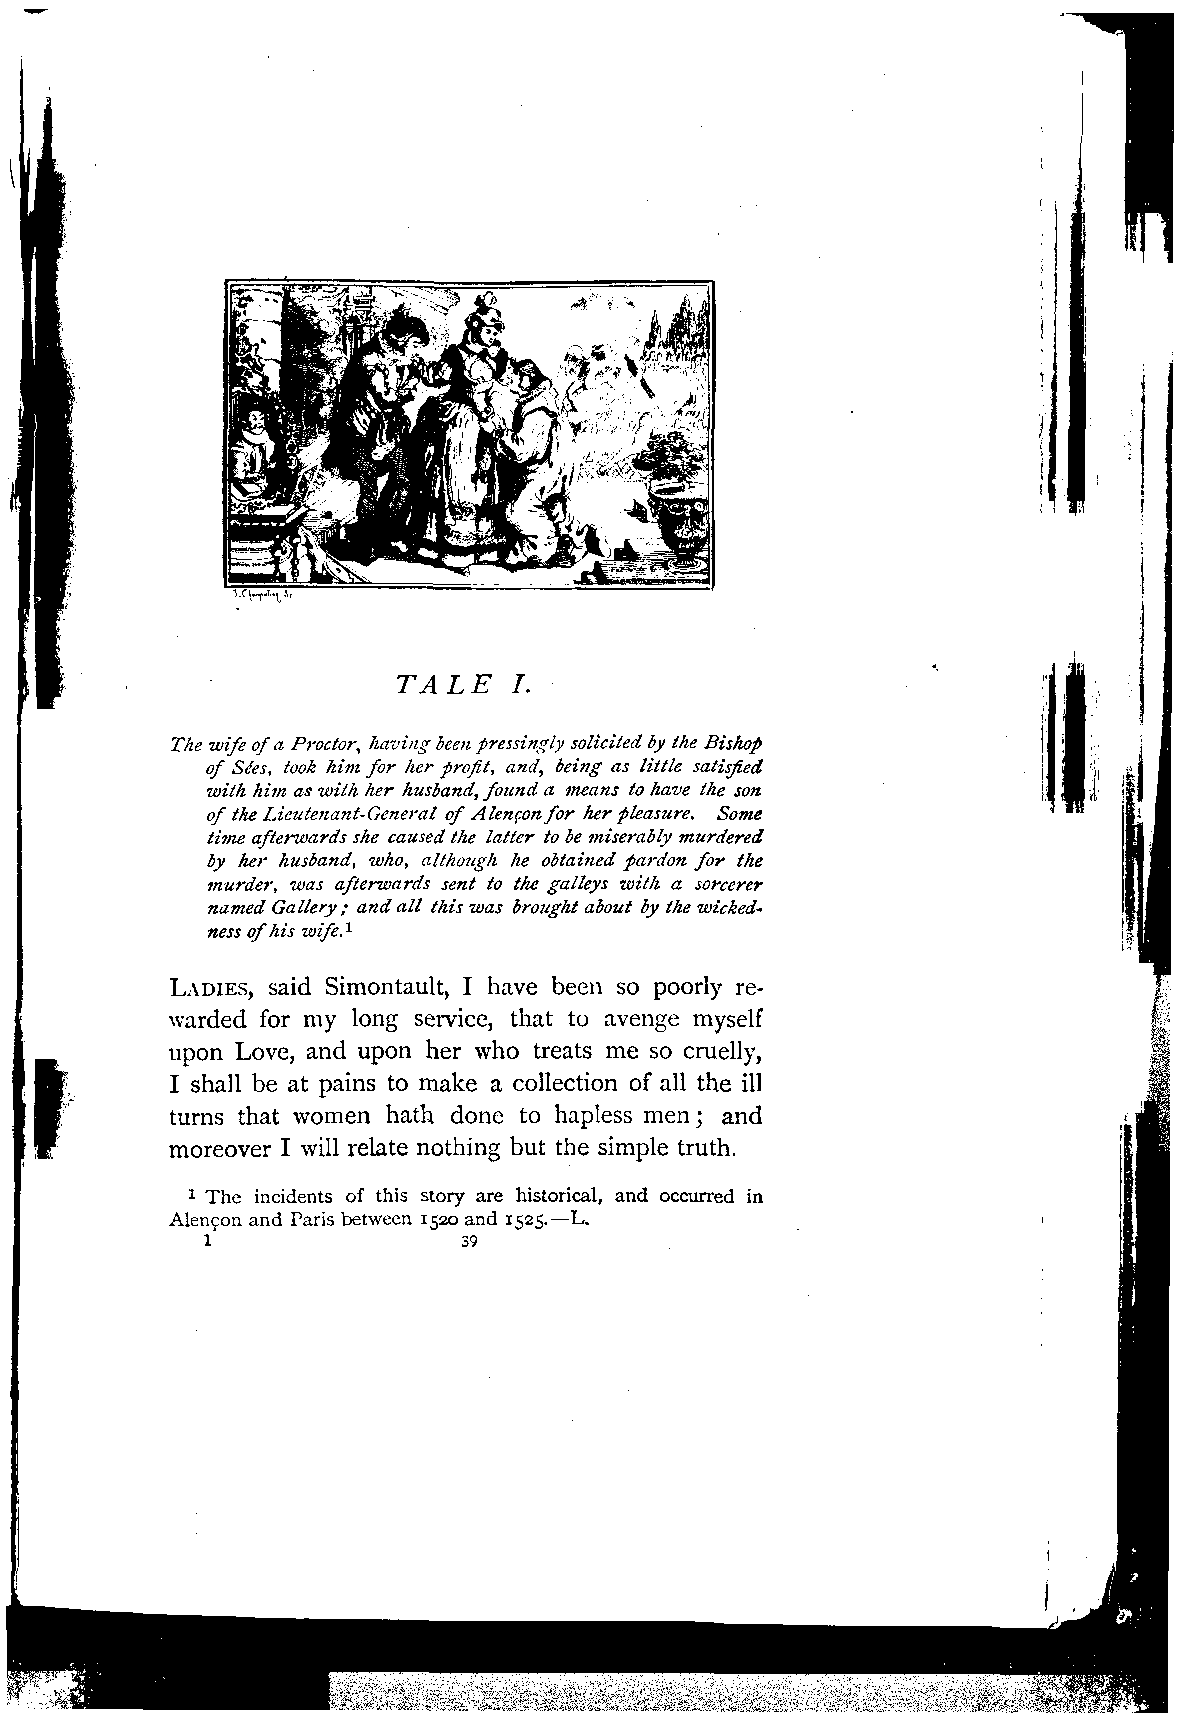 TALE I.
The wife of a Proctor, having been pressingly solicited by the Bishop
of Sées, took him for her profit, and, being as little satisfied
with him as with her husband, found a means to have the son
of the Lieutenant-General of Alençon for her pleasure. Some
time afterwards she caused the latter to be miserably murdered
by her husband, who, although he obtained pardon for the
murder, was afterwards sent to the galleys with a sorcerer
named Gallery; and all this was brought about by the wicked-
ness of his wife.1
LADIES, said Simontault, I have been so poorly re-
warded for my long service, that to avenge myself
upon Love, and upon her who treats me so cruelly,
I shall be at pains to make a collection of all the ill
turns that women hath done to hapless men; and
moreover I will relate nothing but the simple truth.
1 The incidents of this story are historical, and occurred in
Alençon and Paris between 1520 and 1525.—L.
1 39